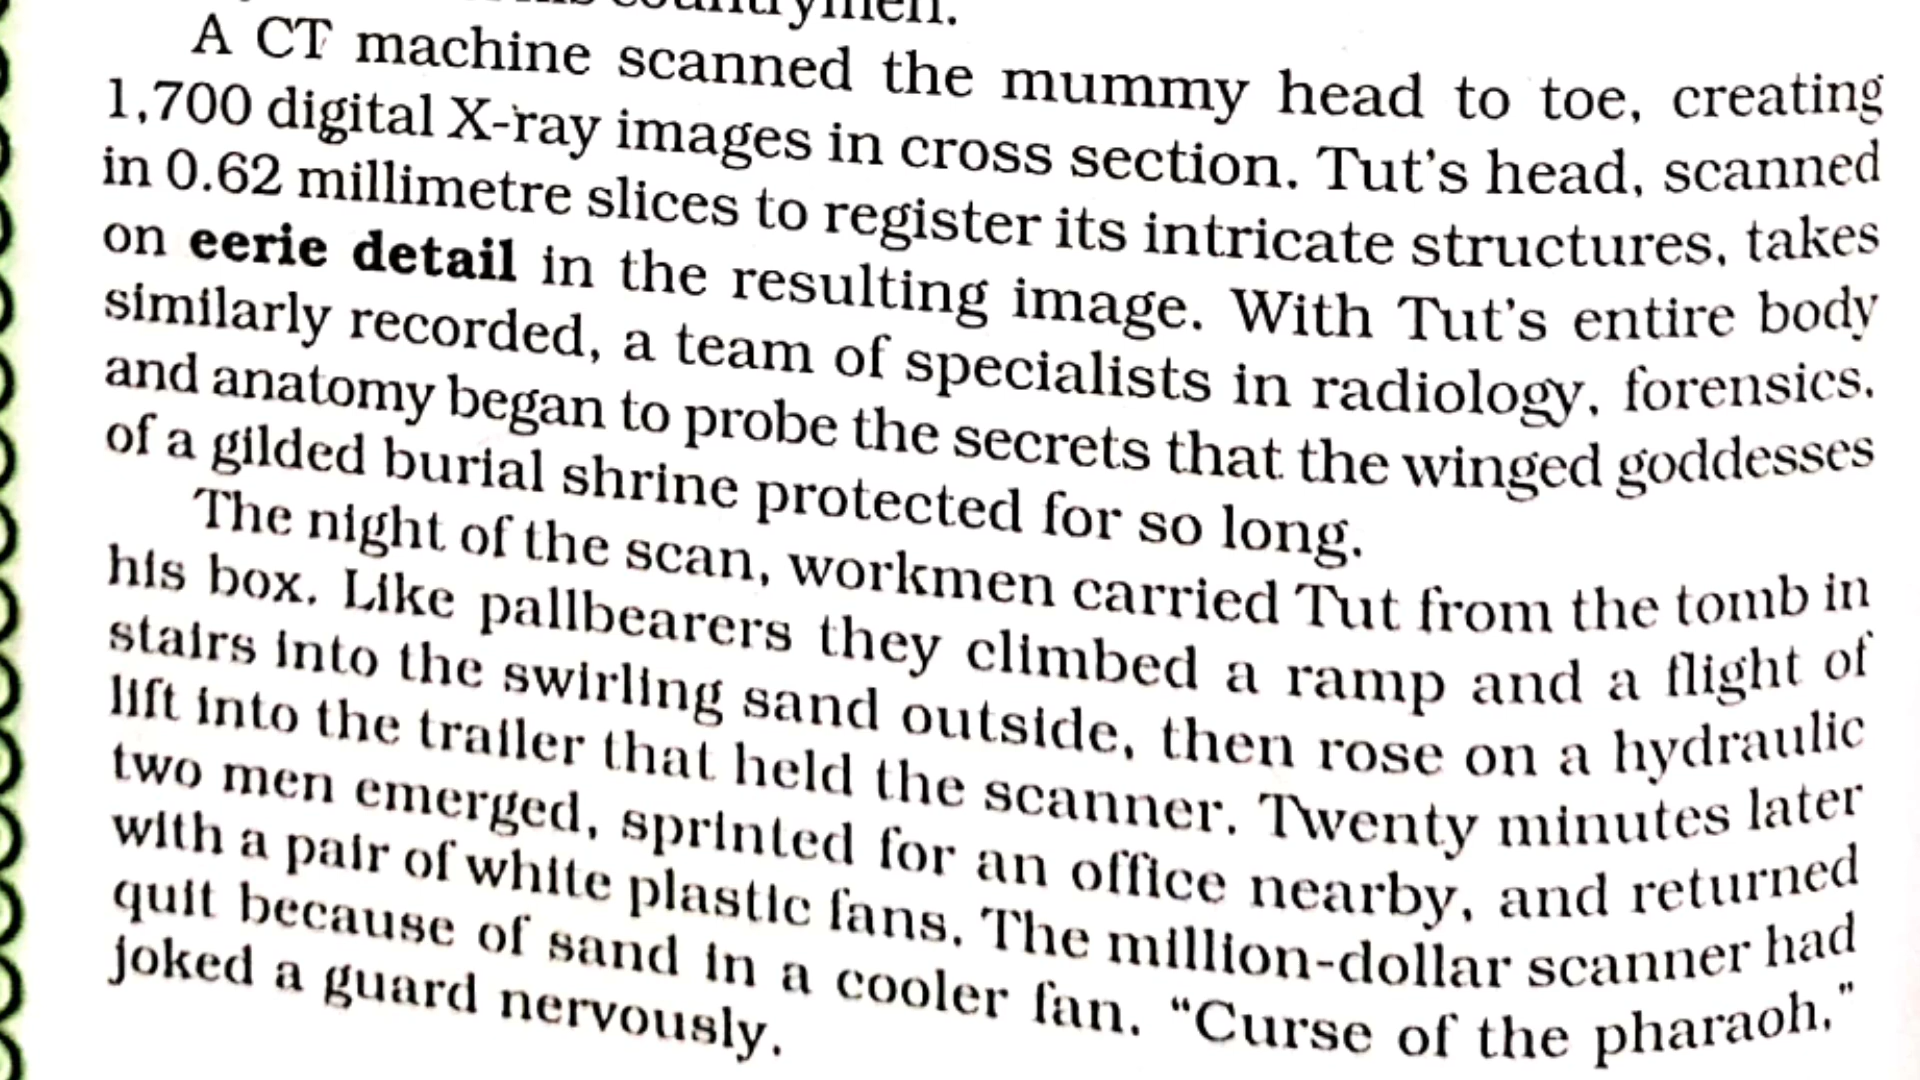 countrymen.
A CT machine scanned the mummy head to toe, creating
1,700 digital X-ray images in cross section. Tut's head, scanned
in 0.62 millimetre slices to register its intricate structures, takes
on eerie detail in the resulting image. With Tut's entire body
similarly recorded, a team of specialists in radiology, forensics,
and anatomy began to probe the secrets that the winged goddesses
of a gilded burial shrine protected for so long.
The night of the scan, workmen carried Tut from the tomb in
his box. Like pallbearers they climbed a ramp and a flight of
stairs into the swirling sand outside, then rose on a hydraulic
lift into the trailer that held the scanner. Twenty minutes later
two men emerged, sprinted for an office nearby, and returned
with a pair of white plastic fans. The million-dollar scanner had
quit because of sand in a cooler fan. “Curse of the pharaoh,”
joked a guard nervously.